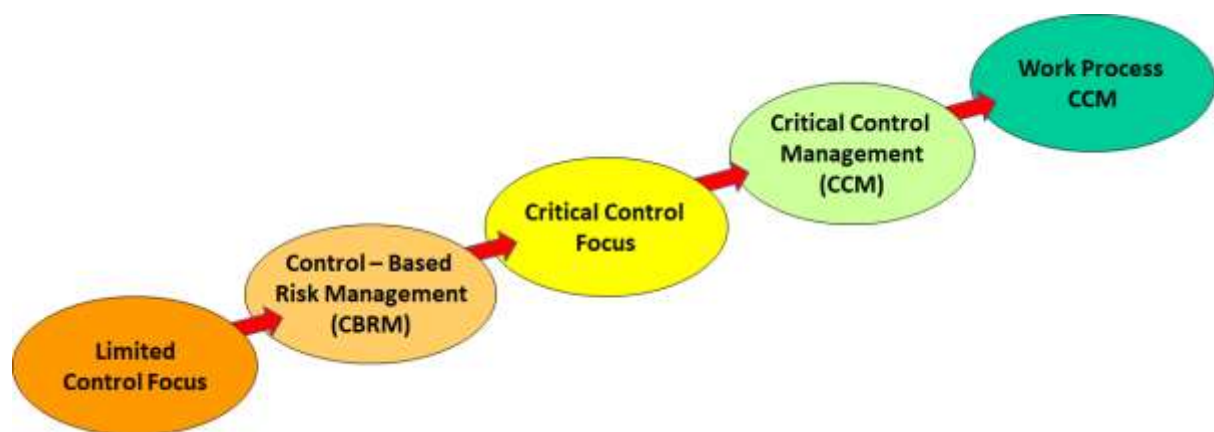 Limited
Control Focus
Control – Based
Risk Management
(CBRM)
Critical Control
Focus
Critical Control
Management
(CCM)
Work Process
CCM